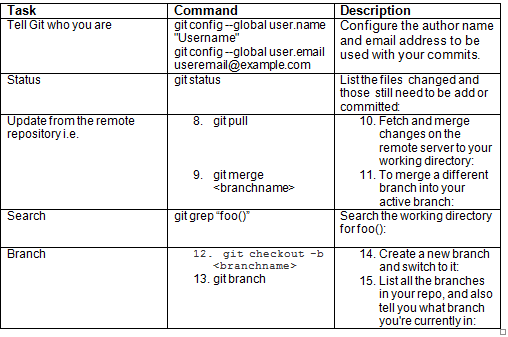 Task
Command
Description
Tell Git who you are
git config --global user.name
"Username"
git config --global user.email
useremail@example.com
Configure the author name
and email address to be
used with your commits.
Status
git status
List the files changed and
those still need to be add or
committed:
Update from the remote
repository i.e.
8. git pull
9. git merge
<branchname>
10. Fetch and merge
changes on the
remote server to your
working directory:
11. To merge a different
branch into your
active branch:
Search
git grep “foo()”
Search the working directory
for foo():
Branch
12. git checkout -b
<branchname>
13. git branch
14. Create a new branch
and switch to it:
15. List all the branches
in your repo, and also
tell you what branch
you're currently in: